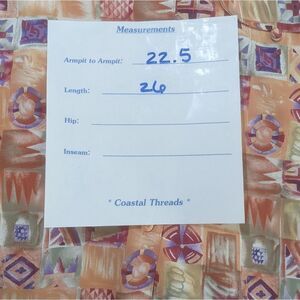 Measurements
Armpit to Armpit: 22.5
Length: 26
Hip:
Inseam:
" Coastal Threads "